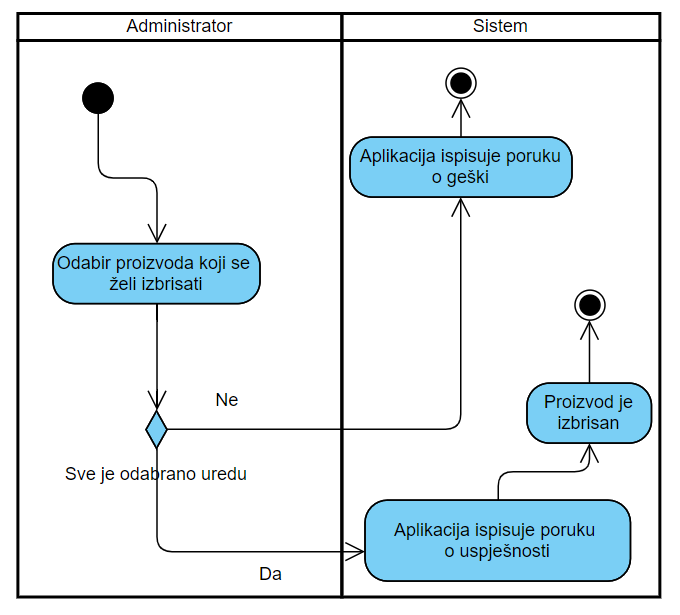 Administrator
Sistem
Aplikacija ispisuje poruku
o geški
Odabir proizvoda koji se
želi izbrisati
Ne
Proizvod je
izbrisan
Sve je odabrano uredu
Aplikacija ispisuje poruku
o uspješnosti
Da